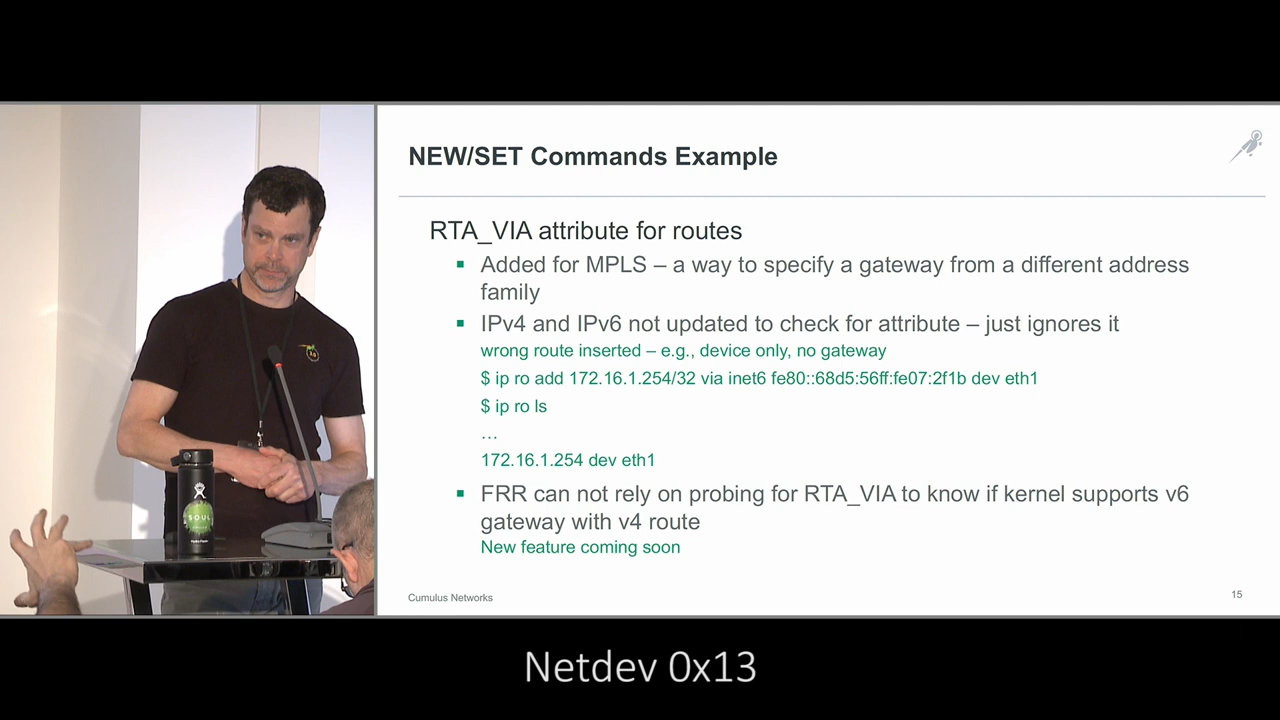 NEW/SET Commands Example
RTA_VIA attribute for routes
▪ Added for MPLS – a way to specify a gateway from a different address
family
▪ IPv4 and IPv6 not updated to check for attribute – just ignores it
wrong route inserted – e.g., device only, no gateway
$ ip ro add 172.16.1.254/32 via inet6 fe80::68d5:56ff:fe07:2f1b dev eth1
$ ip ro ls
…
172.16.1.254 dev eth1
▪ FRR can not rely on probing for RTA_VIA to know if kernel supports v6
gateway with v4 route
New feature coming soon
Cumulus Networks
15
SOUL
Netdev 0x13